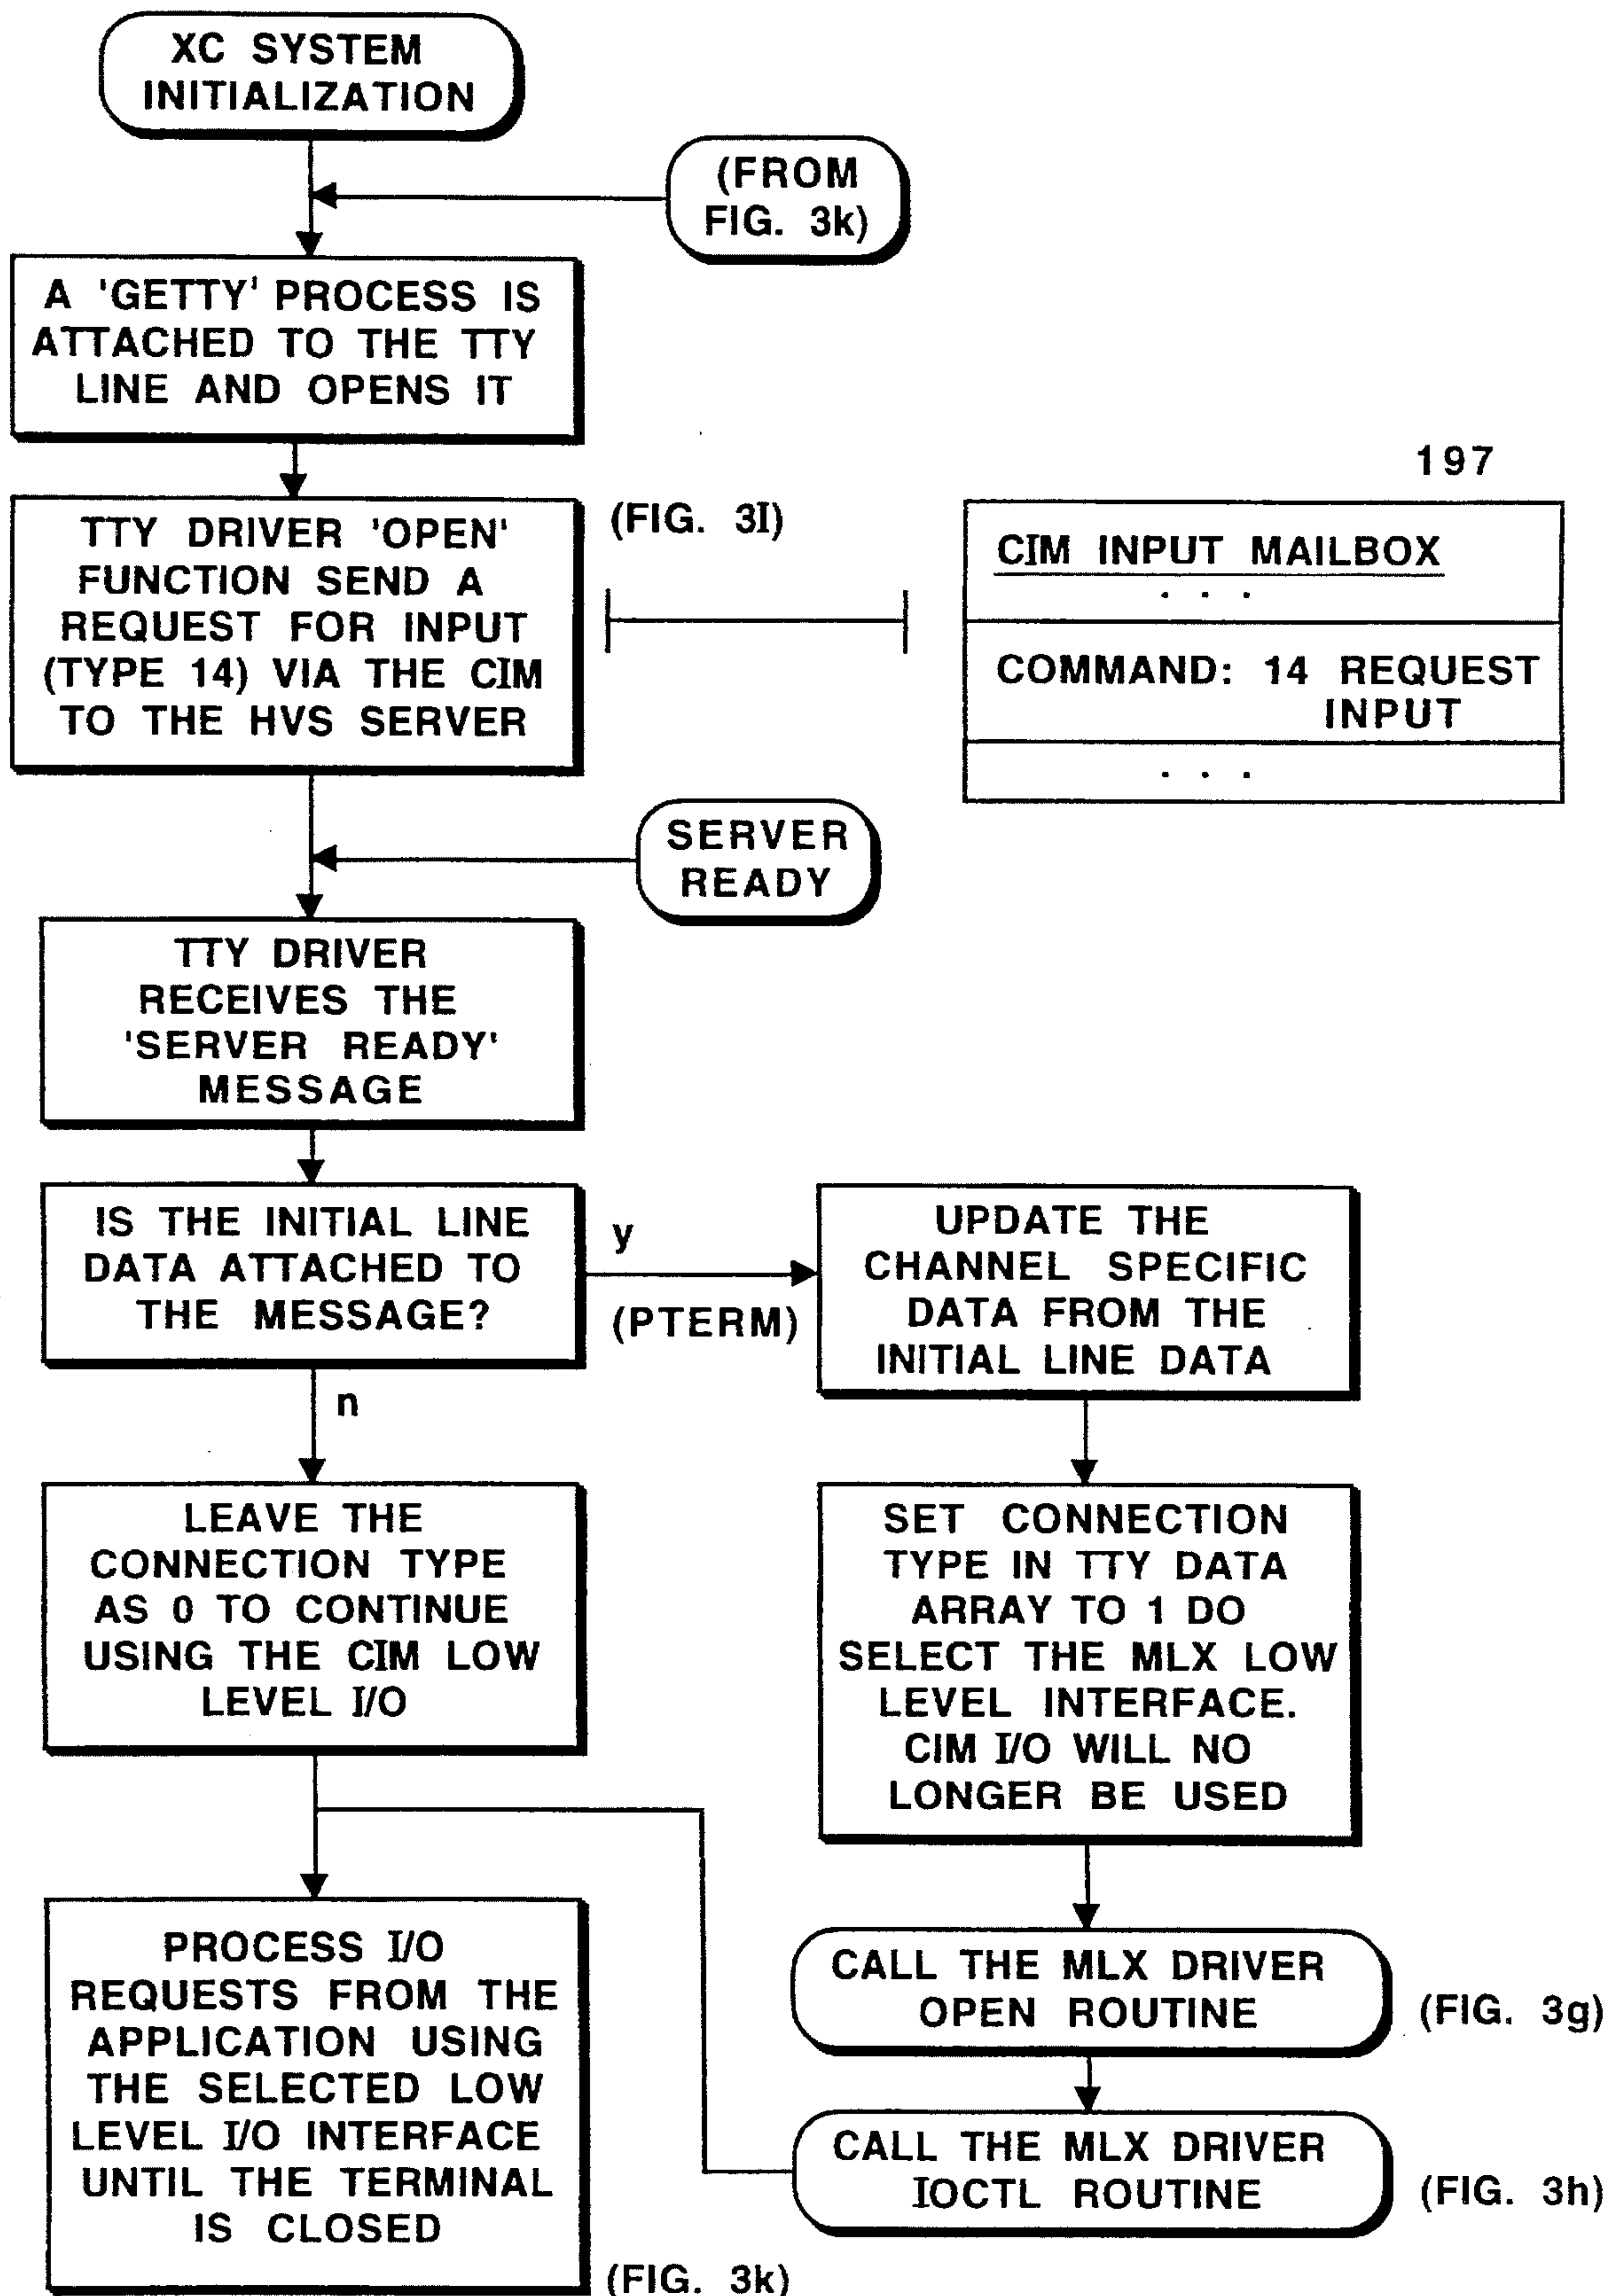 XC SYSTEM
INITIALIZATION
(FROM
FIG. 3k)
A 'GETTY' PROCESS IS
ATTACHED TO THE TTY
LINE AND OPENS IT
TTY DRIVER 'OPEN'
FUNCTION SEND A
REQUEST FOR INPUT
(TYPE 14) VIA THE CIM
TO THE HVS SERVER
(FIG. 3I)
197
CIM INPUT MAILBOX
. . .
COMMAND: 14 REQUEST
INPUT
. . .
SERVER
READY
TTY DRIVER
RECEIVES THE
'SERVER READY'
MESSAGE
IS THE INITIAL LINE
DATA ATTACHED TO
THE MESSAGE?
y
(PTERM)
n
UPDATE THE
CHANNEL SPECIFIC
DATA FROM THE
INITIAL LINE DATA
LEAVE THE
CONNECTION TYPE
AS 0 TO CONTINUE
USING THE CIM LOW
LEVEL I/O
SET CONNECTION
TYPE IN TTY DATA
ARRAY TO 1 DO
SELECT THE MLX LOW
LEVEL INTERFACE.
CIM I/O WILL NO
LONGER BE USED
PROCESS I/O
REQUESTS FROM THE
APPLICATION USING
THE SELECTED LOW
LEVEL I/O INTERFACE
UNTIL THE TERMINAL
IS CLOSED
(FIG. 3k)
CALL THE MLX DRIVER
OPEN ROUTINE
(FIG. 3g)
CALL THE MLX DRIVER
IOCTL ROUTINE
(FIG. 3h)